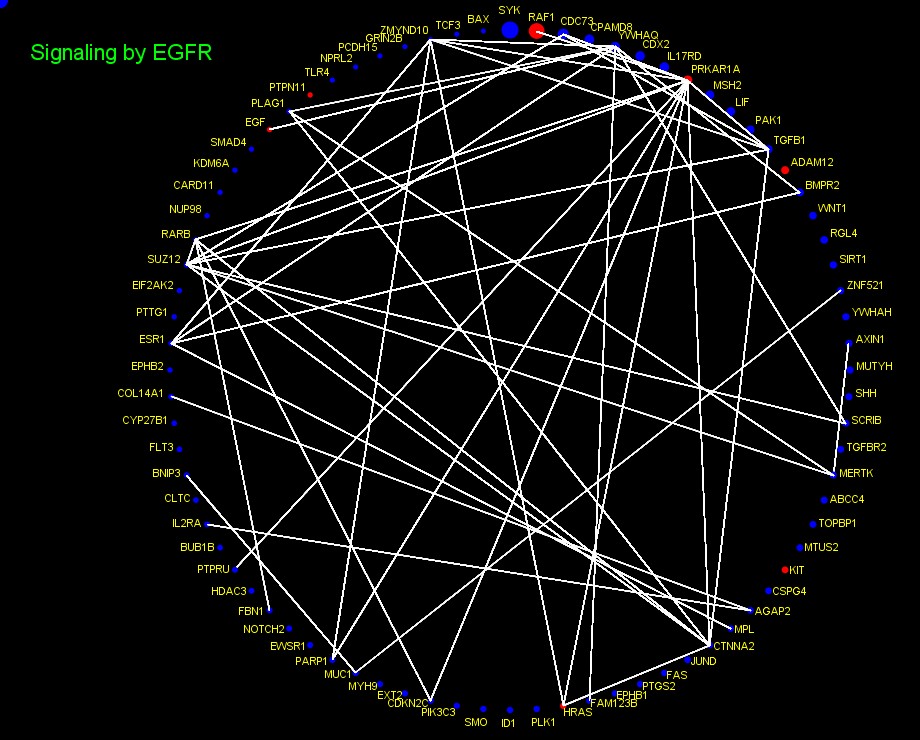 Signaling by EGFR
SYK
RAF1
CDC73
CPAMD8
YWHAQ
CDX2
IL17RD
PRKAR1A
MSH2
LIF
PAK1
TGFB1
ADAM12
BMPR2
WNT1
RGL4
SIRT1
ZNF521
YWHAH
AXIN1
MUTYH
SHH
SCRIB
TGFBR2
MERTK
ABCC4
TOPBP1
MTUS2
KIT
CSPG4
AGAP2
MPL
CTNNA2
JUND
FAS
PTGS2
EPHB1
FAM123B
HRAS
PLK1
ID1
SMO
PIK3C3
CDKN2C
EXT2
MYH9
MUC1
PARP1
EWSR1
NOTCH2
FBN1
HDAC3
PTPRU
BUB1B
IL2RA
CLTC
BNIP3
FLT3
CYP27B1
COL14A1
EPHB2
ESR1
PTTG1
EIF2AK2
SUZ12
RARB
NUP98
CARD11
KDM6A
SMAD4
EGF
PLAG1
PTPN11
TLR4
NPRL2
PCDH15
GRIN2B
ZMYND10
TCF3
BAX